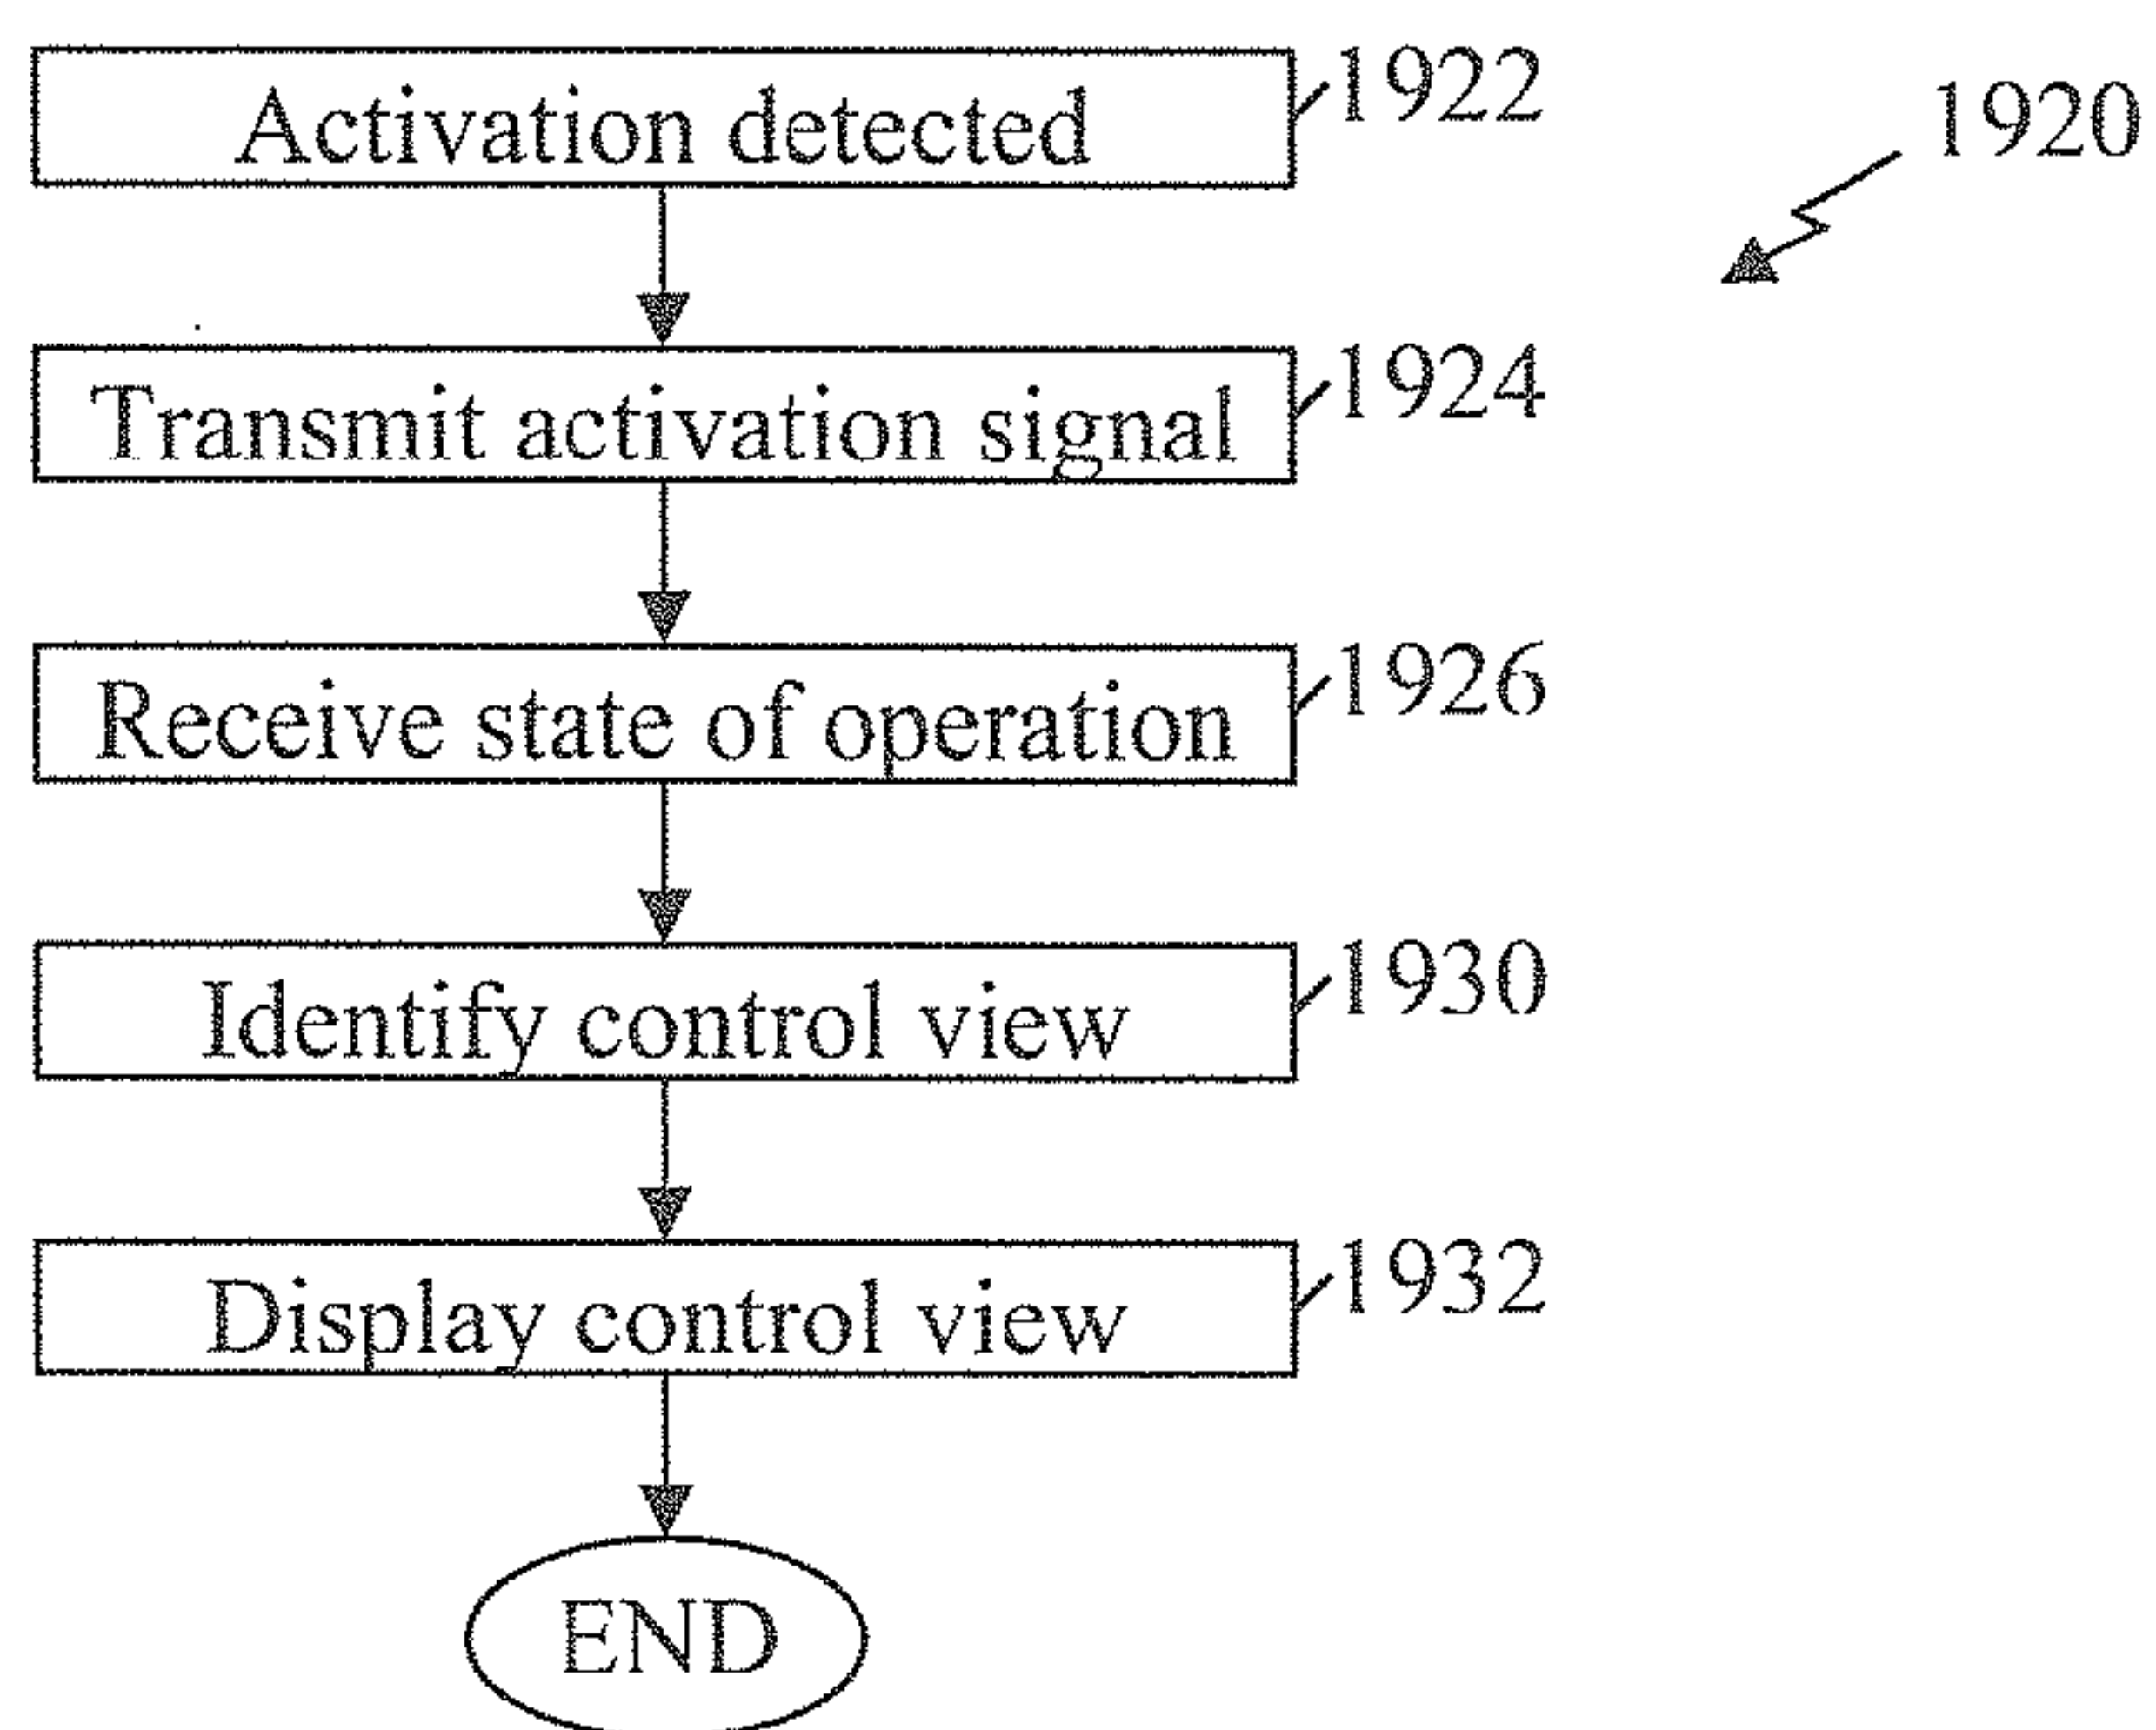 Activation detected
1922
1920
Transmit activation signal
1924
Receive state of operation
1926
Identify control view
1930
Display control view
1932
END